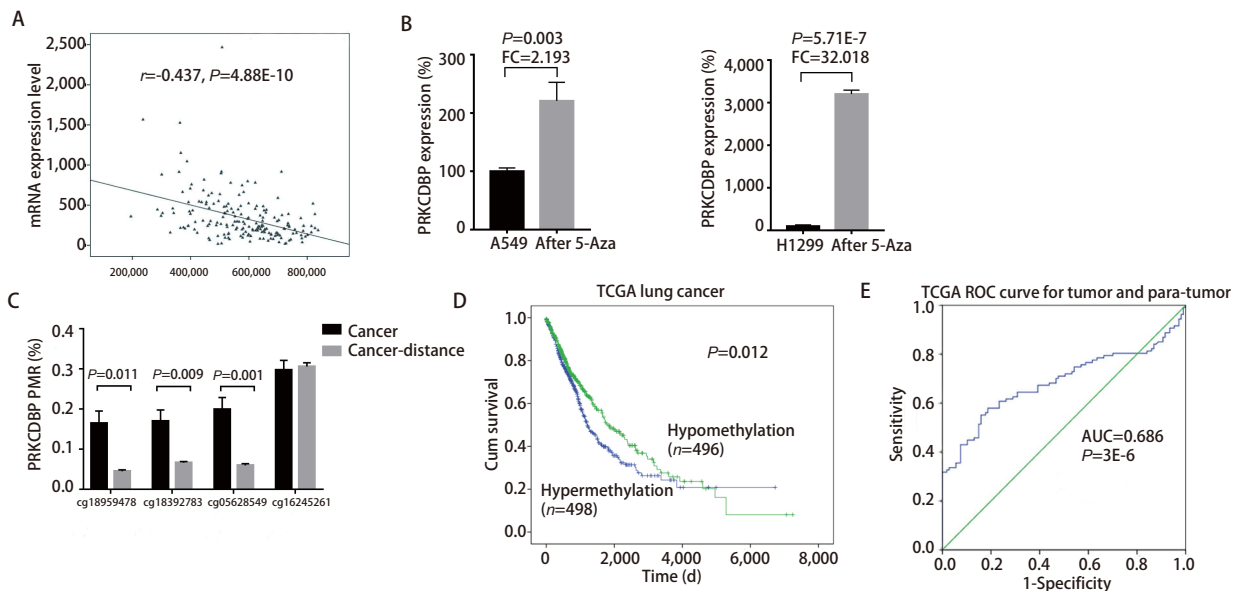 A
mRNA expression level
2,500
2,000
1,500
1,000
500
0
r=-0.437, P=4.88E-10
200,000 400,000 600,000 800,000
B
P=0.003
FC=2.193
PRKCDBP expression (%)
300
200
100
0
A549 After 5-Aza
P=5.71E-7
FC=32.018
PRKCDBP expression (%)
4,000
3,000
2,000
1,000
0
H1299 After 5-Aza
C
PRKCDBP PMR (%)
0.4
0.3
0.2
0.1
0.0
Cancer
Cancer-distance
P=0.011 P=0.009 P=0.001
cg18959478 cg18392783 cg05628549 cg16245261
D
TCGA lung cancer
Cum survival
1.0
0.8
0.6
0.4
0.2
0.0
P=0.012
Hypomethylation
(n=496)
Hypermethylation
(n=498)
0 2,000 4,000 6,000 8,000
Time (d)
E
TCGA ROC curve for tumor and para-tumor
Sensitivity
1.0
0.8
0.6
0.4
0.2
0.0
AUC=0.686
P=3E-6
0.0 0.2 0.4 0.6 0.8 1.0
1-Specificity